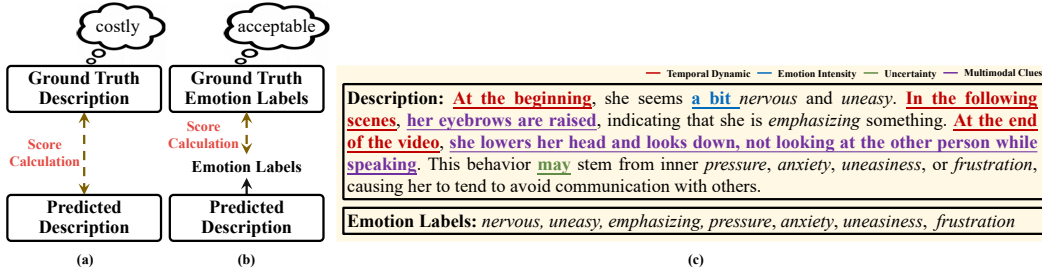 costly
Ground Truth
Description
Score
Calculation
Predicted
Description
(a)
acceptable
Ground Truth
Emotion Labels
Score
Calculation
Emotion Labels
Predicted
Description
(b)
Temporal Dynamic
Emotion Intensity
Uncertainty
Multimodal Clues
Description: At the beginning, she seems a bit nervous and uneasy. In the following
scenes, her eyebrows are raised, indicating that she is emphasizing something. At the end
of the video, she lowers her head and looks down, not looking at the other person while
speaking. This behavior may stem from inner pressure, anxiety, uneasiness, or frustration,
causing her to tend to avoid communication with others.
Emotion Labels: nervous, uneasy, emphasizing, pressure, anxiety, uneasiness, frustration
(c)